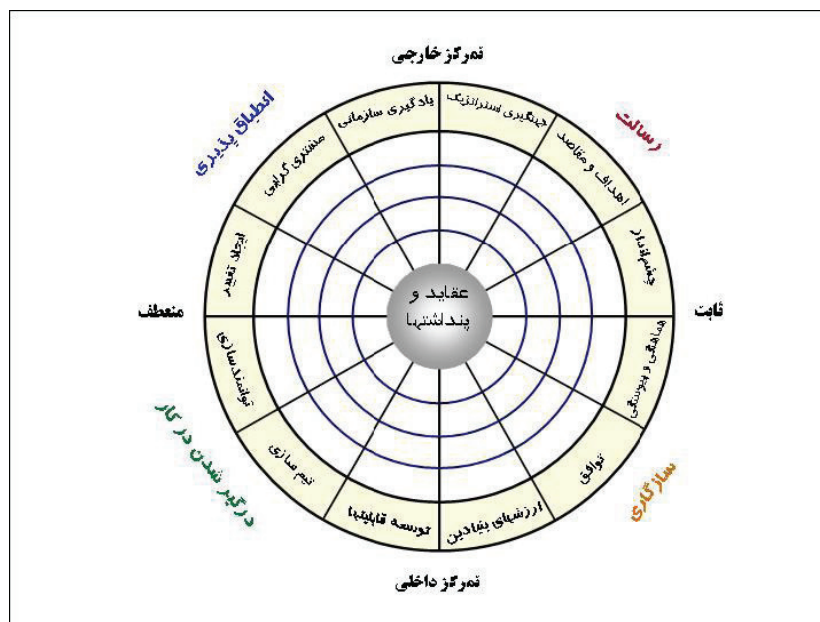 تمرکز خارجی
انطباق پذیری
رسالت
یادگیری سازمانی
جهتگیری استراتژیک
مشتری گرایی
اهداف و مقاصد
ایجاد تغییر
چشم‌انداز
عقاید و
پنداشتها
منعطف
ثابت
توانمندسازی
هماهنگی و پیوستگی
تیم سازی
توافق
توسعه قابلیتها
ارزشهای بنیادین
درگیر شدن در کار
سازگاری
تمرکز داخلی